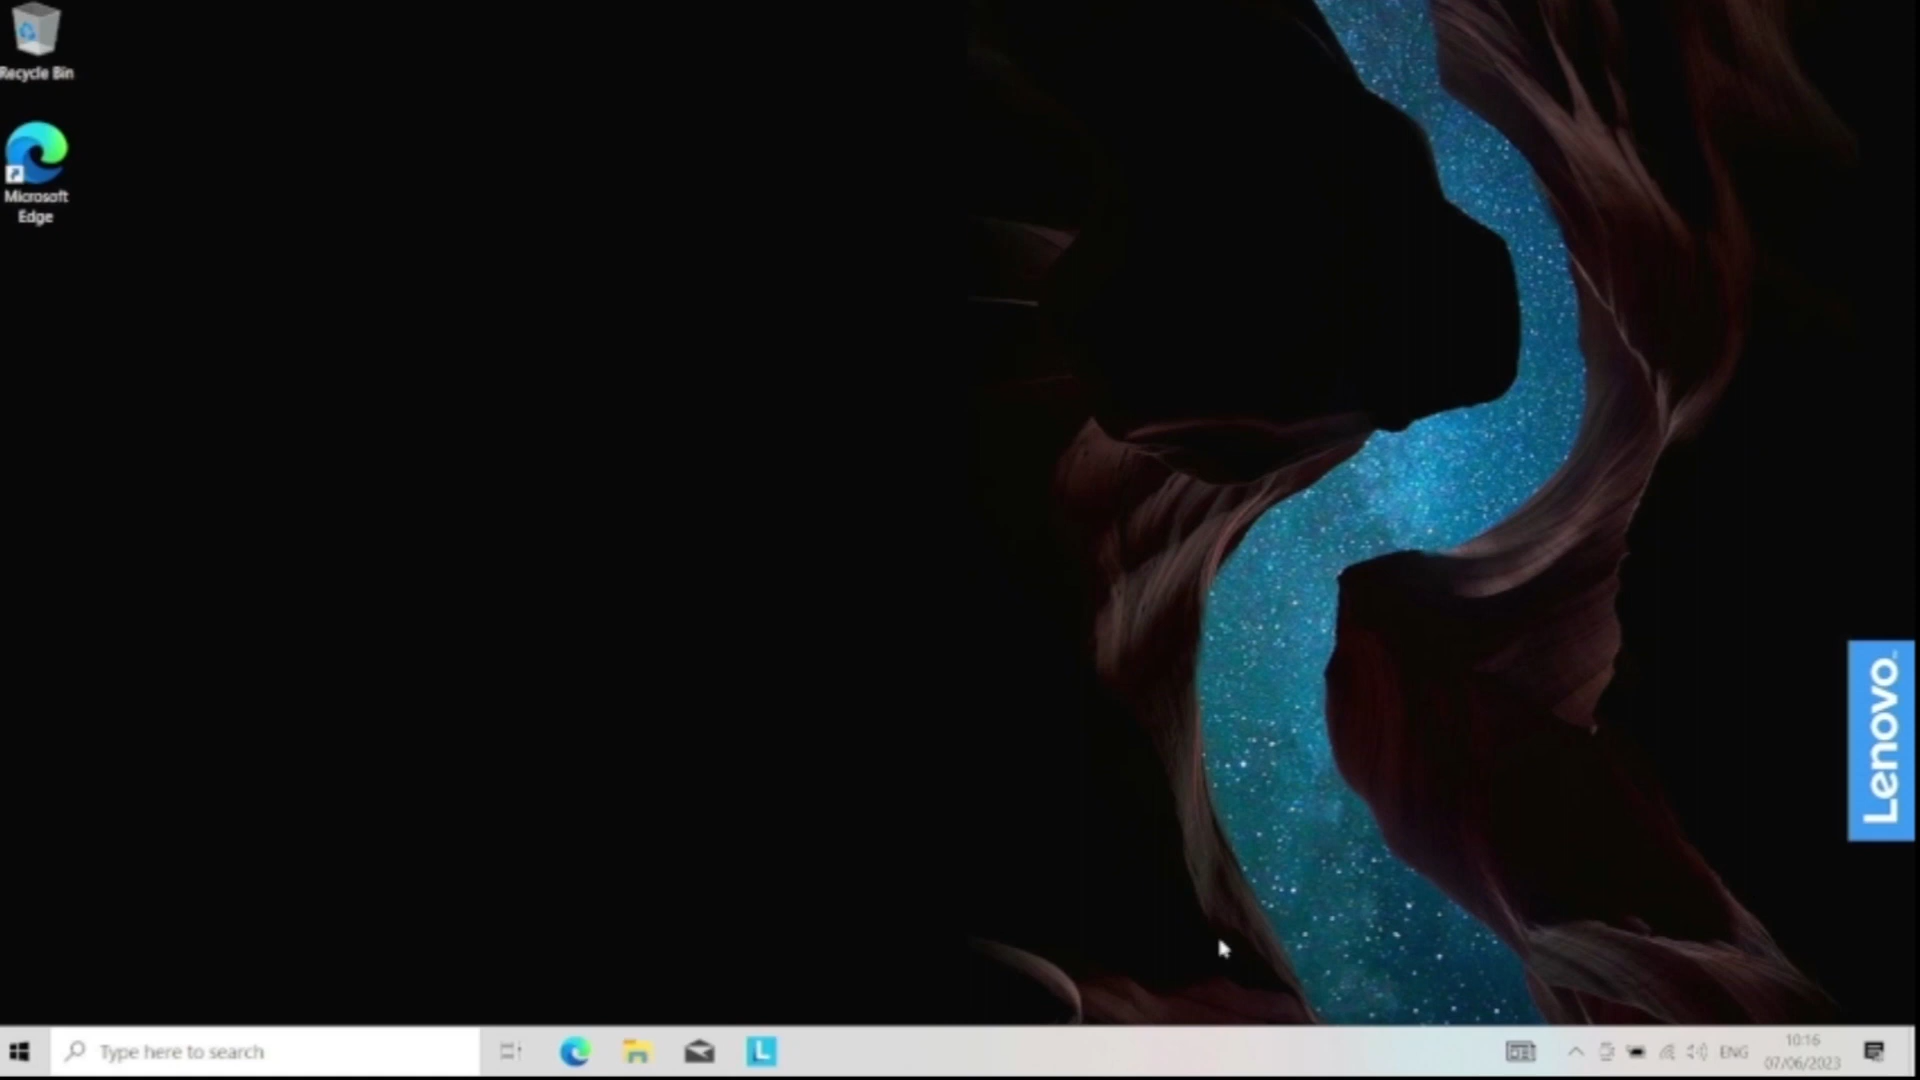 Recycle Bin
Microsoft
Edge
Lenovo
Type here to search
L
ENG
10:16
07/06/2023